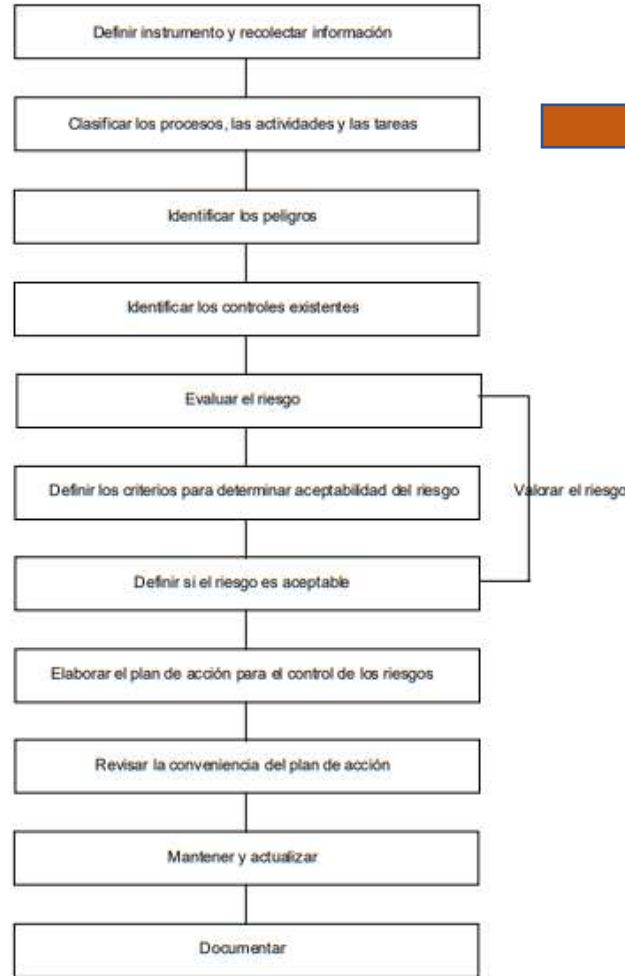 Definir instrumento y recolectar información
Clasificar los procesos, las actividades y las tareas
Identificar los peligros
Identificar los controles existentes
Evaluar el riesgo
Definir los criterios para determinar aceptabilidad del riesgo
Valorar el riesgo
Definir si el riesgo es aceptable
Elaborar el plan de acción para el control de los riesgos
Revisar la conveniencia del plan de acción
Mantener y actualizar
Documentar